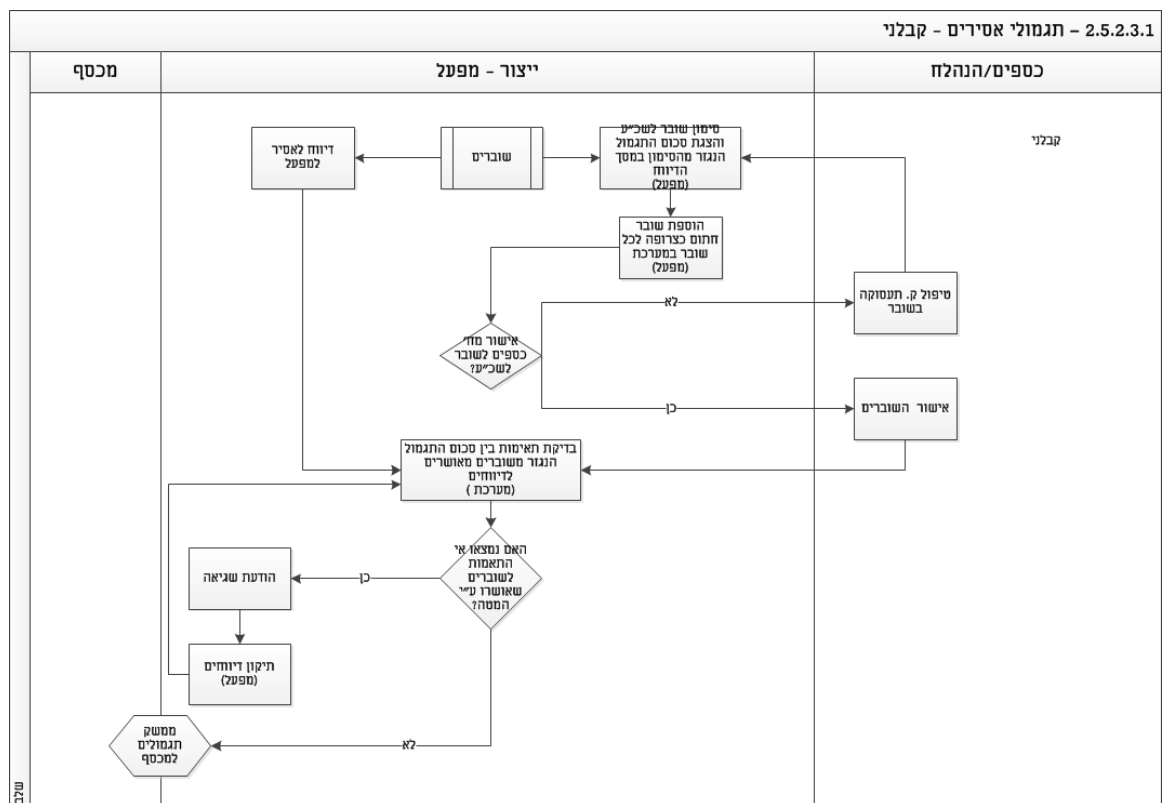 2.5.2.3.1 – תגמולי אסירים - קבלני
כספים/הנהלח
ייצור - מפעל
מכסף
קבלני
סימון שובר לשכ"ע
והצגת סכום התגמול
הנגזר מהסימון במסך
הדיווח
(מפעל)
שוברים
דיווח לאסיר
למפעל
הוספת שובר
חתום כצרופה לכל
שובר במערכת
(מפעל)
טיפול ק. תעסוקה
בשובר
לא
אישור מח'
כספים לשובר
לשכ"ע?
כן
אישור השוברים
בדיקת תאימות בין סכום התגמול
הנגזר משוברים מאושרים
לדיווחים
(מערכת )
האם נמצאו אי
התאמות
לשוברים
שאושרו ע"י
המטה?
כן
הודעת שגיאה
תיקון דיווחים
(מפעל)
לא
ממשק
תגמולים
למכסף
שלב